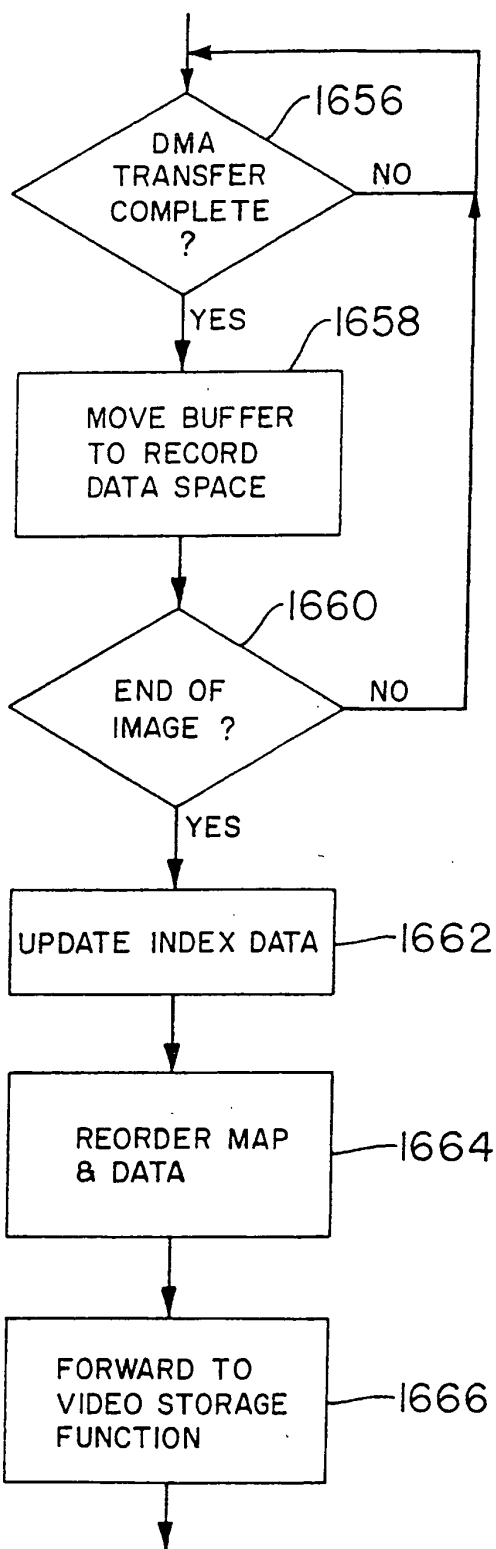 1656
DMA
TRANSFER
COMPLETE
?
NO
YES
1658
MOVE BUFFER
TO RECORD
DATA SPACE
1660
END OF
IMAGE ?
NO
YES
UPDATE INDEX DATA
1662
REORDER MAP
& DATA
1664
FORWARD TO
VIDEO STORAGE
FUNCTION
1666